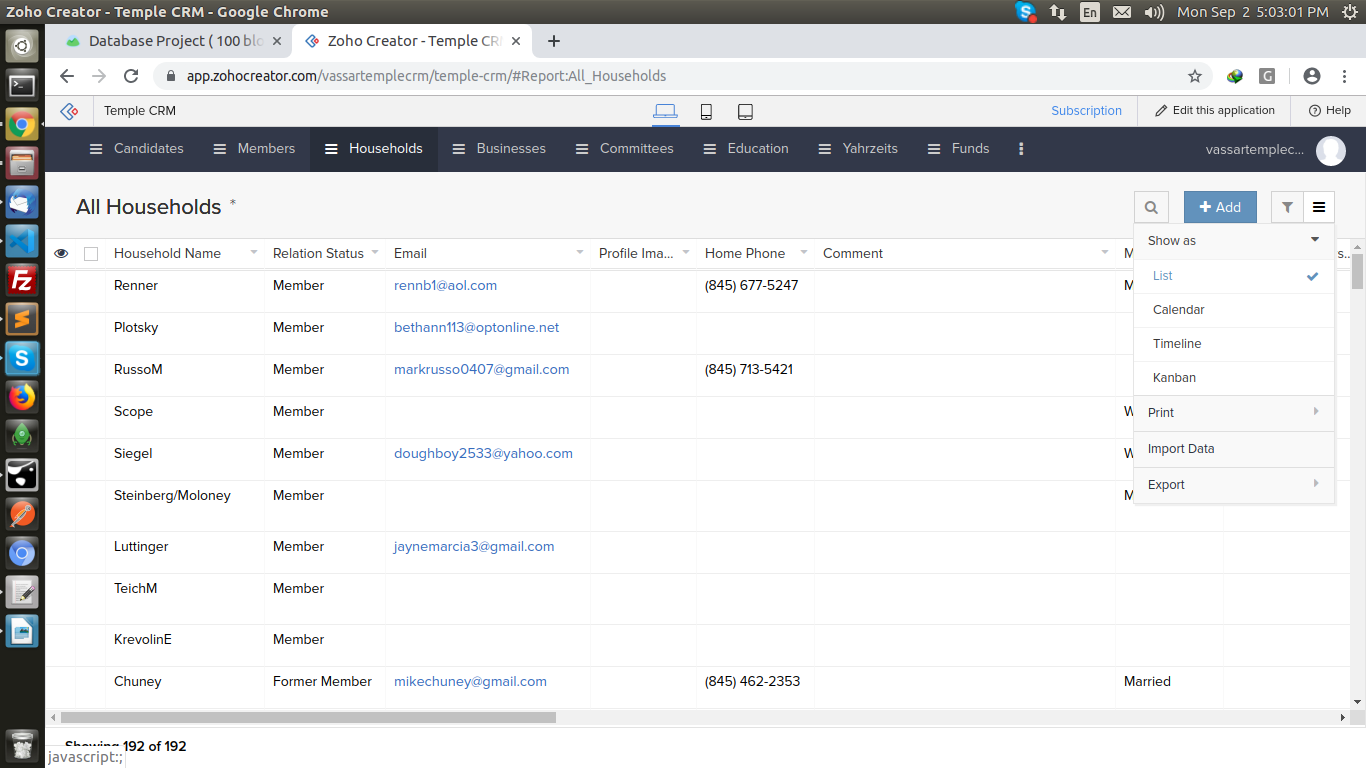 Zoho Creator - Temple CRM - Google Chrome
En
Mon Sep 2 5:03:01 PM
Database Project ( 100 blo
Zoho Creator - Temple CR
app.zohocreator.com/vassartemplecrm/temple-crm/#Report:All_Households
Temple CRM
Subscription
Edit this application
Help
Candidates
Members
Households
Businesses
Committees
Education
Yahrzeits
Funds
vassartemplec...
All Households *
Add
Household Name
Relation Status
Email
Profile Ima...
Home Phone
Comment
M
s...
Show as
List
Calendar
Timeline
Kanban
Print
Import Data
Export
Renner Member rennb1@aol.com (845) 677-5247 M
Plotsky Member bethann113@optonline.net
RussoM Member markrusso0407@gmail.com (845) 713-5421
Scope Member W
Siegel Member doughboy2533@yahoo.com W
Steinberg/Moloney Member M
Luttinger Member jaynemarcia3@gmail.com
TeichM Member
KrevolinE Member
Chuney Former Member mikechuney@gmail.com (845) 462-2353 Married
Showing 192 of 192
javascript:;